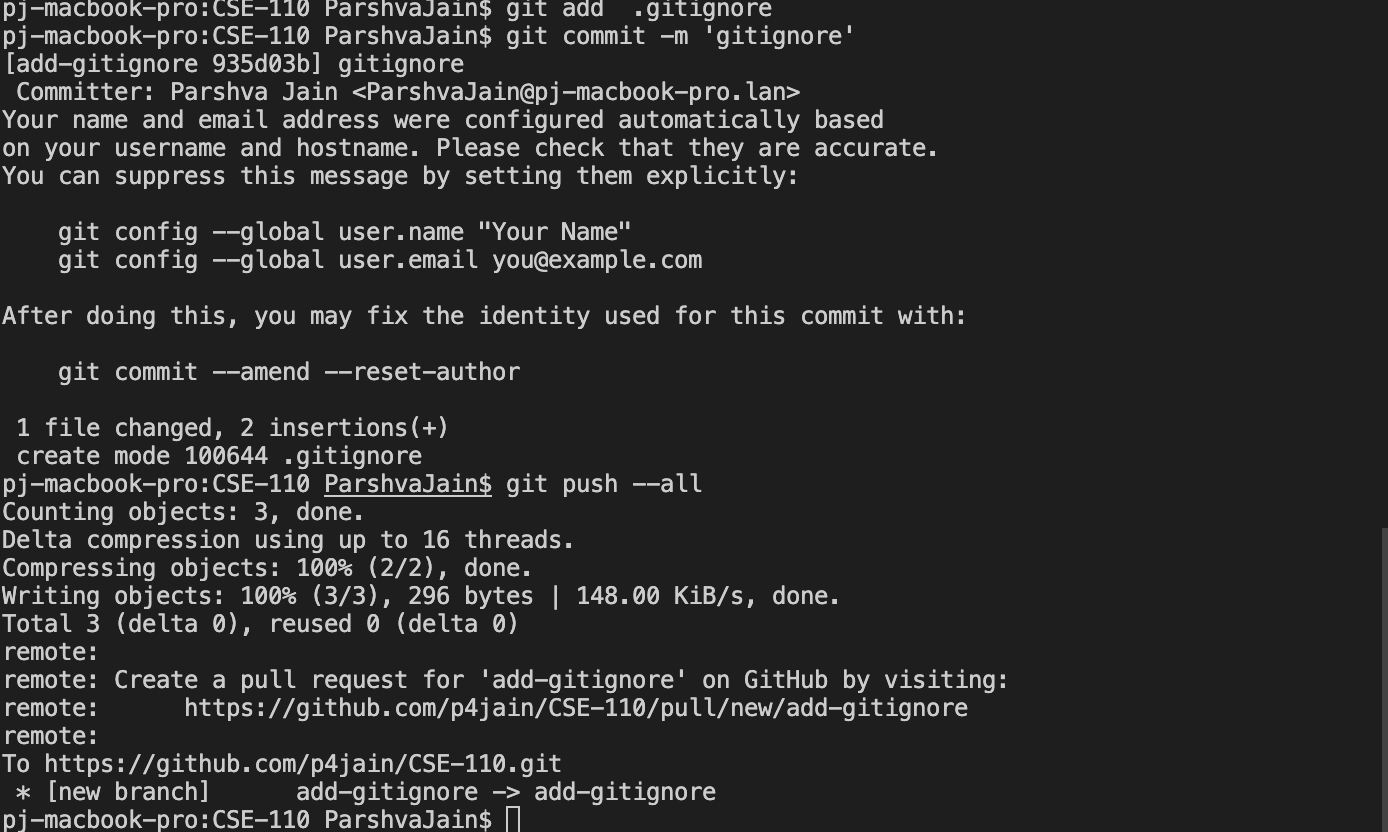 pj-macbook-pro:CSE-110 ParshvaJain$ git add  .gitignore
pj-macbook-pro:CSE-110 ParshvaJain$ git commit -m 'gitignore'
[add-gitignore 935d03b] gitignore
 Committer: Parshva Jain <ParshvaJain@pj-macbook-pro.lan>
Your name and email address were configured automatically based
on your username and hostname. Please check that they are accurate.
You can suppress this message by setting them explicitly:

    git config --global user.name "Your Name"
    git config --global user.email you@example.com

After doing this, you may fix the identity used for this commit with:

    git commit --amend --reset-author

 1 file changed, 2 insertions(+)
 create mode 100644 .gitignore
pj-macbook-pro:CSE-110 ParshvaJain$ git push --all
Counting objects: 3, done.
Delta compression using up to 16 threads.
Compressing objects: 100% (2/2), done.
Writing objects: 100% (3/3), 296 bytes | 148.00 KiB/s, done.
Total 3 (delta 0), reused 0 (delta 0)
remote:
remote: Create a pull request for 'add-gitignore' on GitHub by visiting:
remote:      https://github.com/p4jain/CSE-110/pull/new/add-gitignore
remote:
To https://github.com/p4jain/CSE-110.git
 * [new branch]      add-gitignore -> add-gitignore
pj-macbook-pro:CSE-110 ParshvaJain$